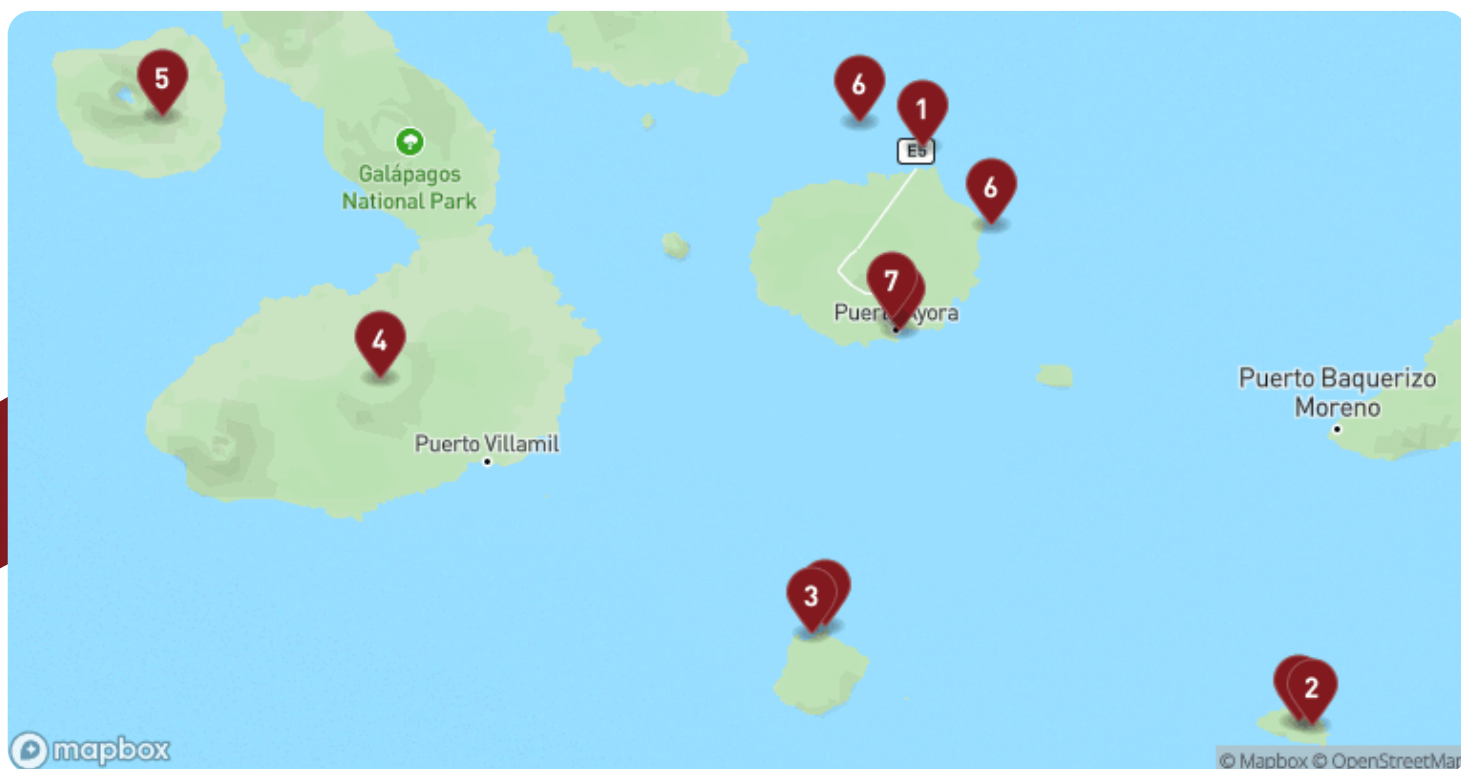 5
6
1
E5
Galápagos
National Park
6
7
Puerto Ayora
4
Puerto Baquerizo
Moreno
Puerto Villamil
3
2
mapbox
© Mapbox © OpenStreetMap